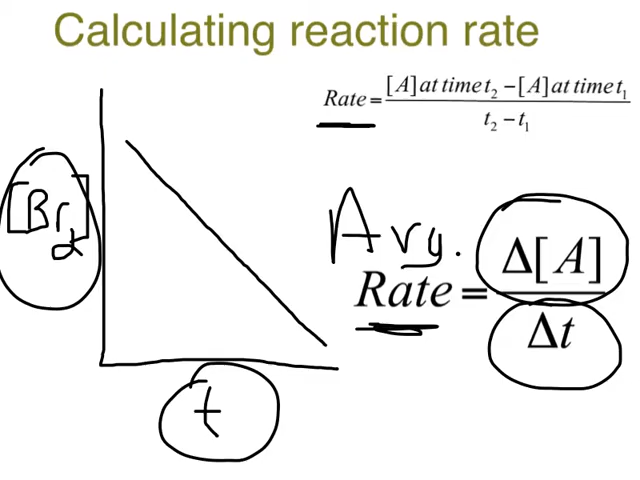 Calculating reaction rate
Rate = [A] at time t₂ – [A] at time t₁
t₂ – t₁
[Br₂]
Avg.
Rate = Δ[A]
Δt
t